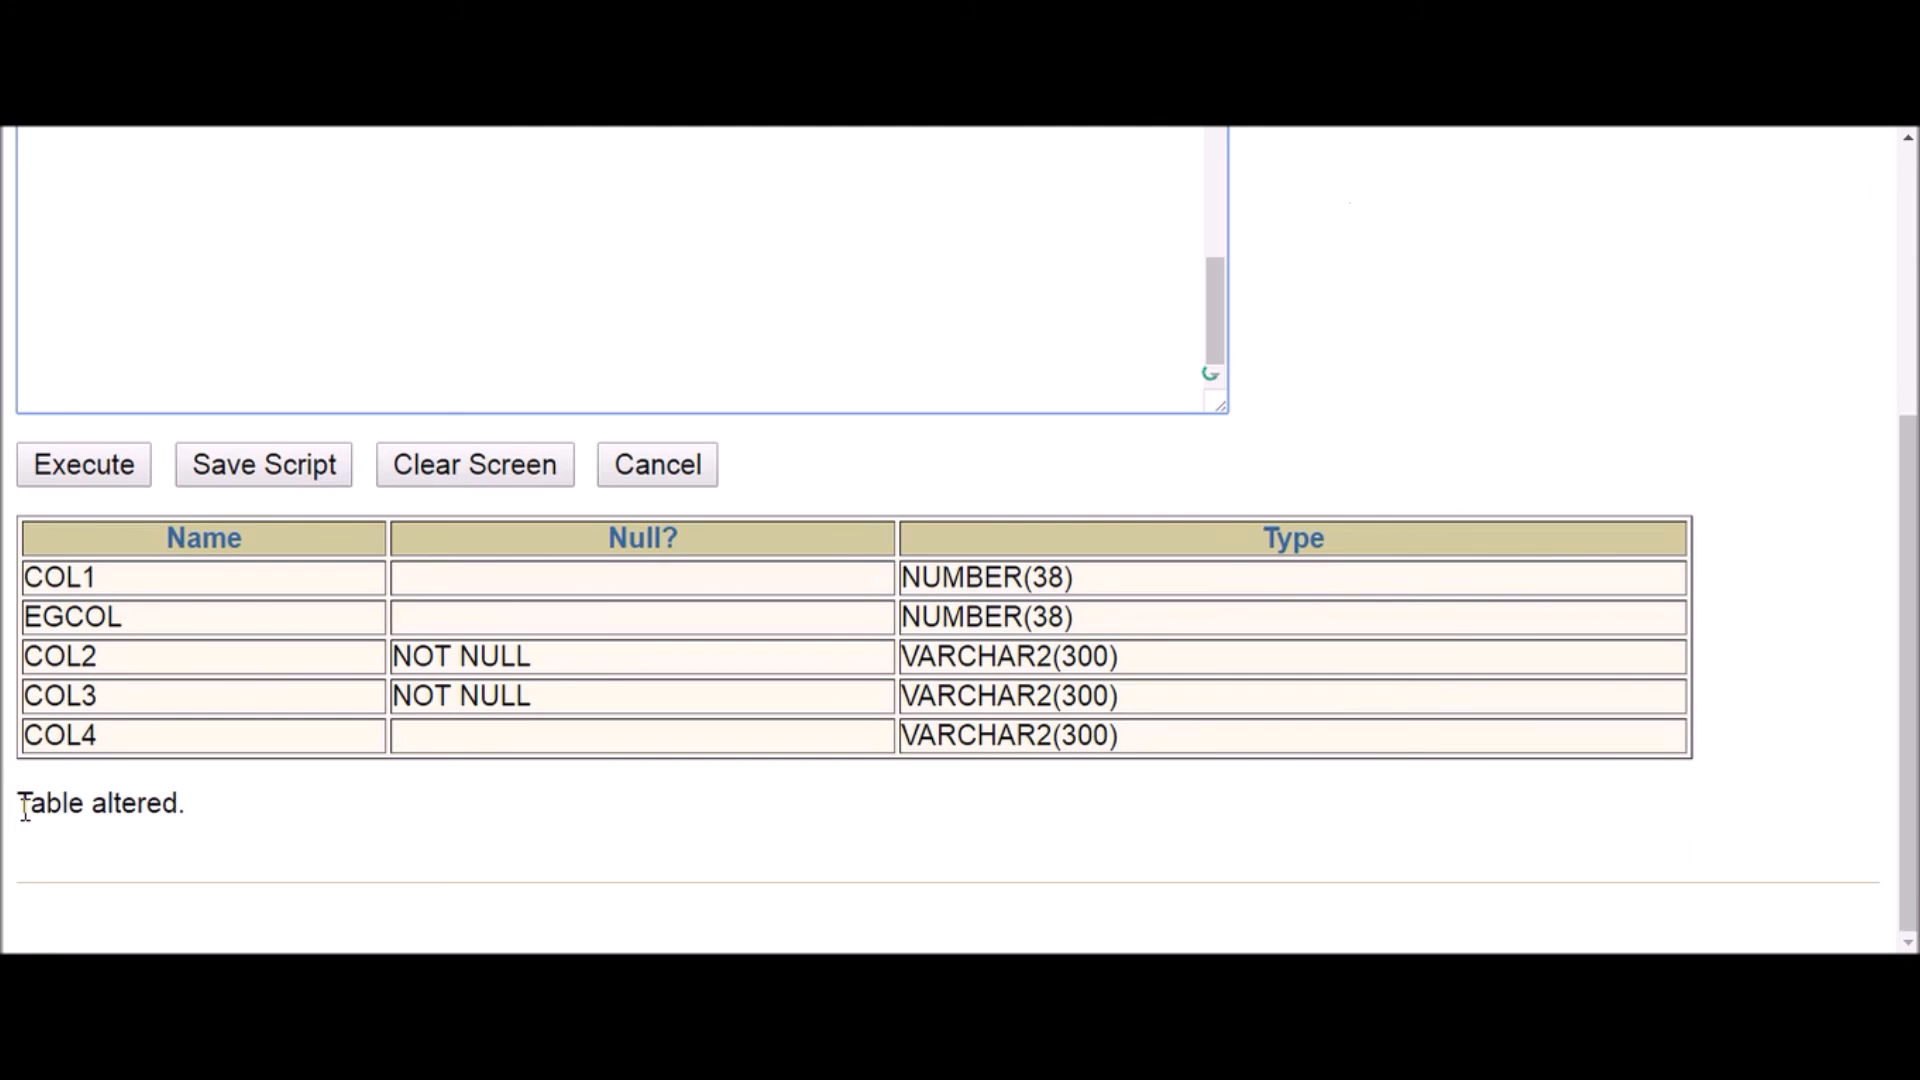 Execute Save Script Clear Screen Cancel
Name Null? Type
COL1 NUMBER(38)
EGCOL NUMBER(38)
COL2 NOT NULL VARCHAR2(300)
COL3 NOT NULL VARCHAR2(300)
COL4 VARCHAR2(300)
Table altered.